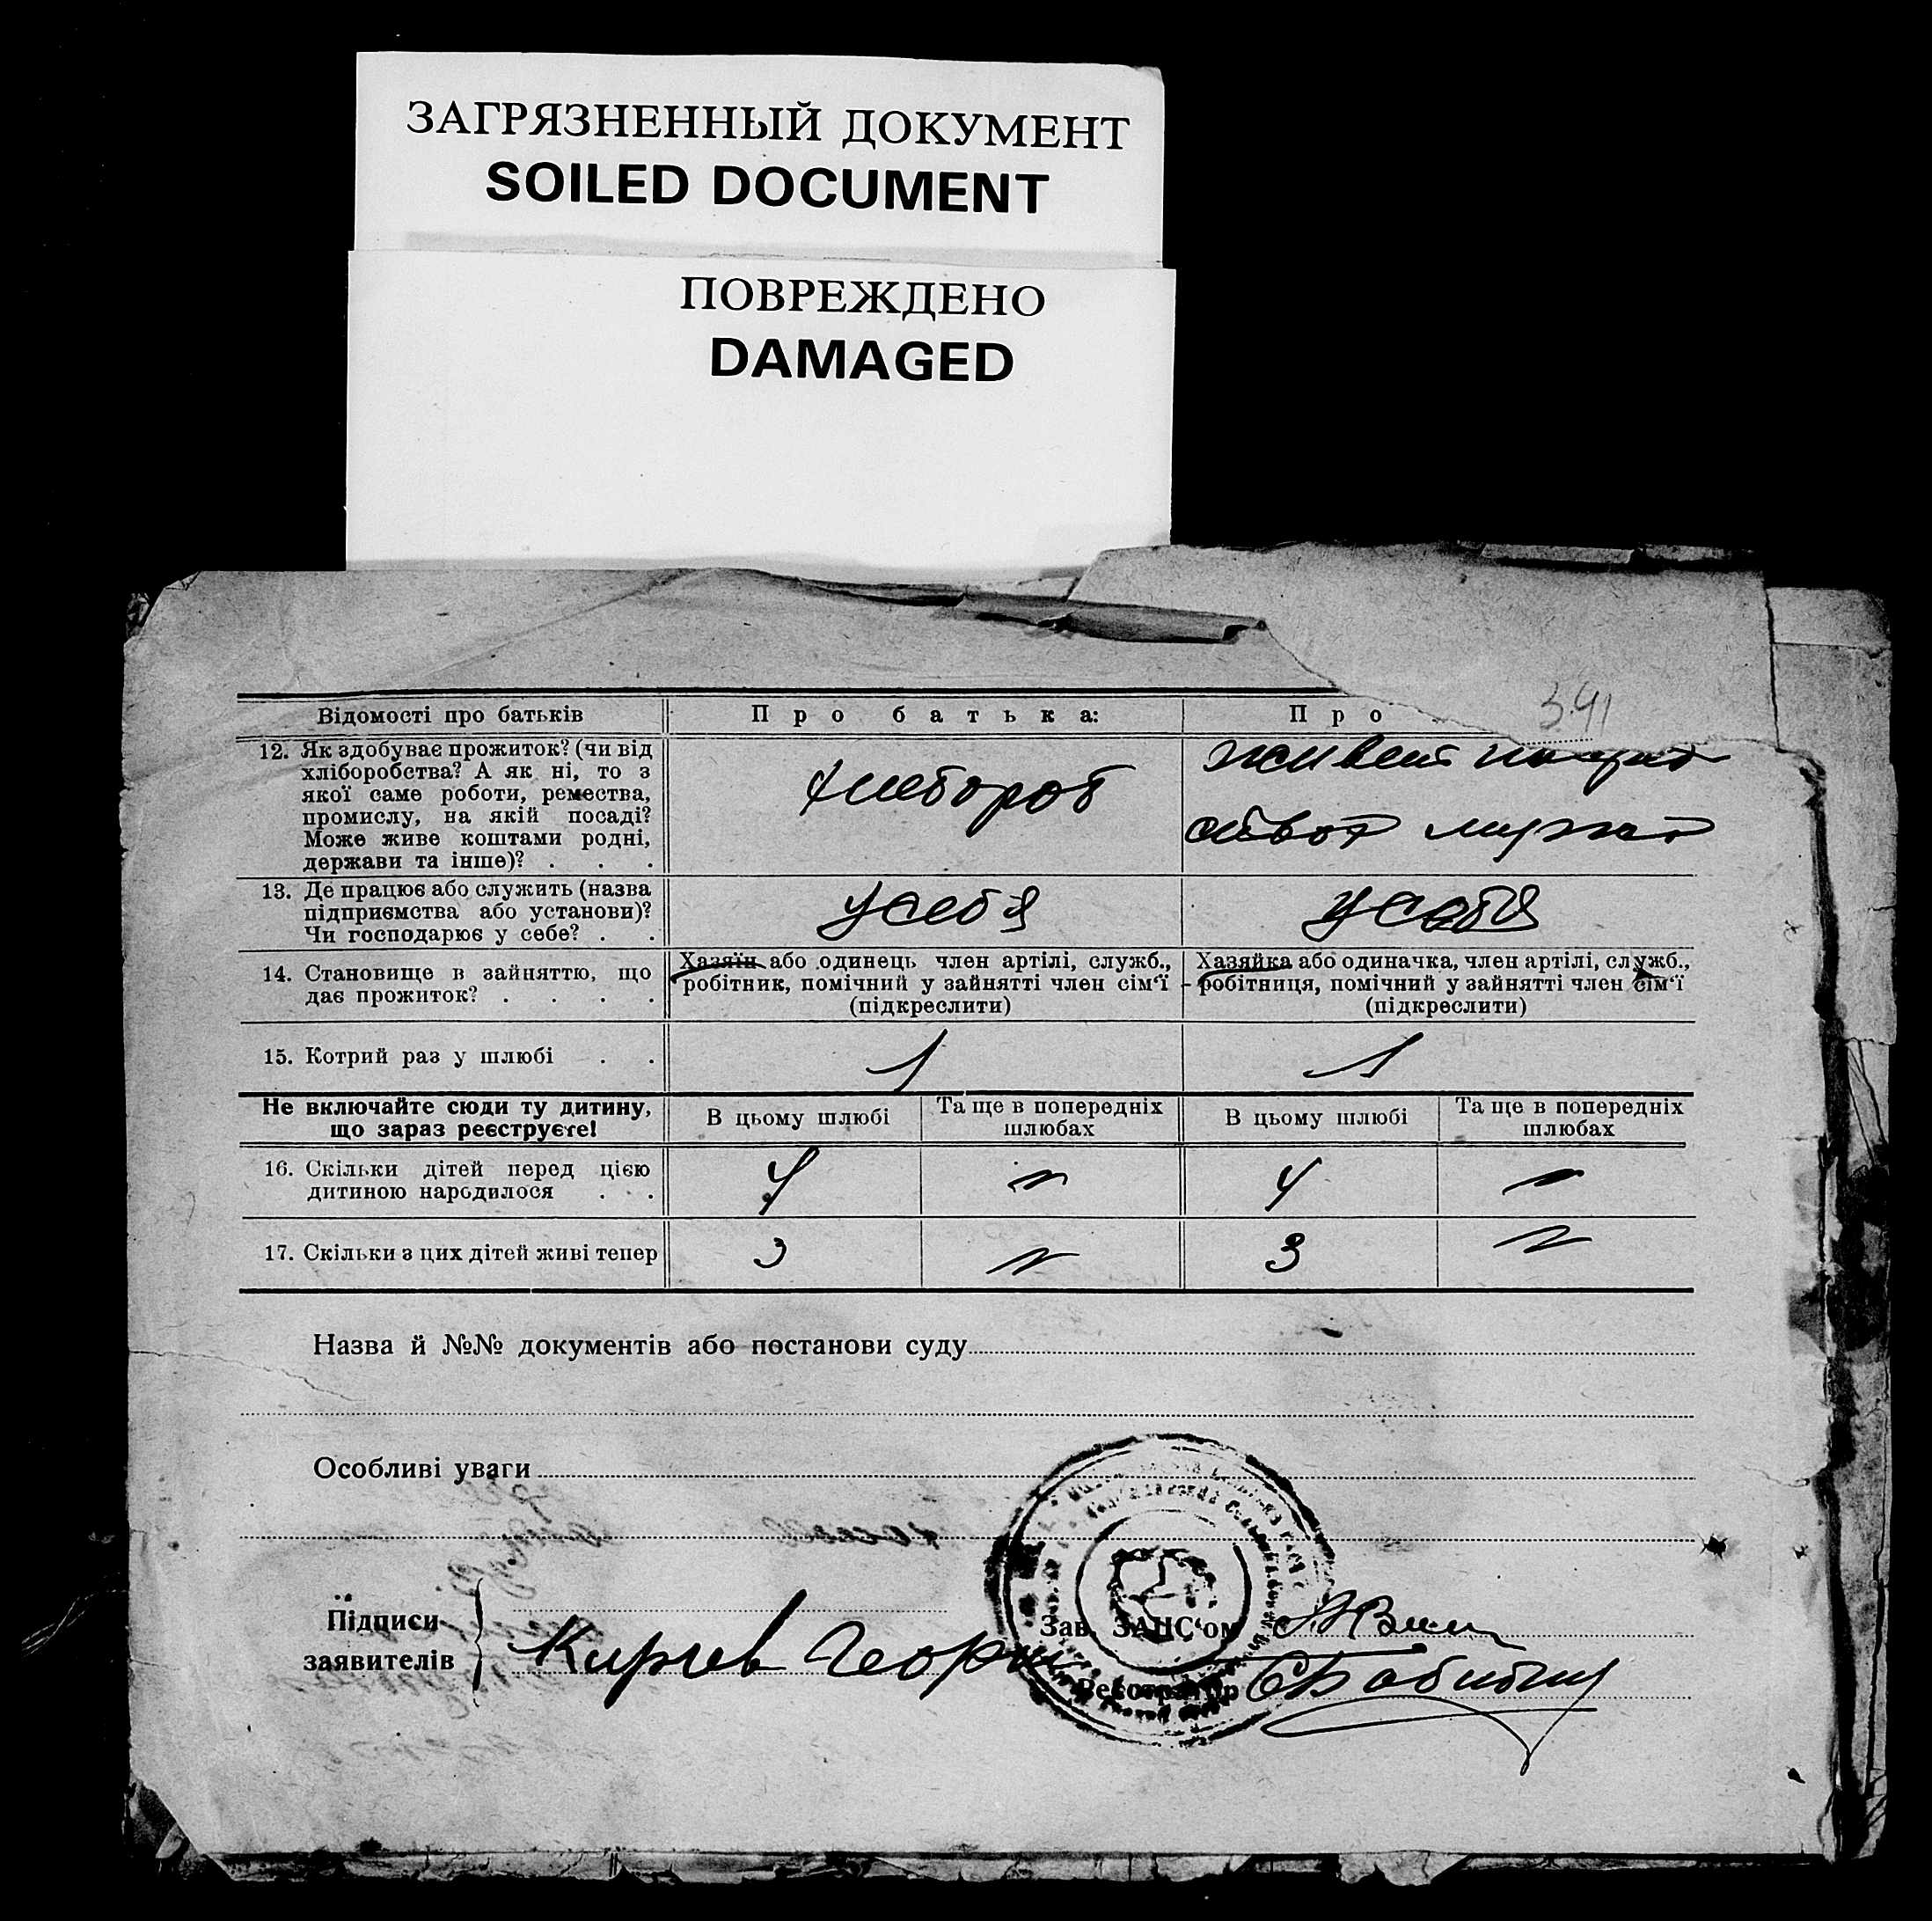 ЗАГРЯЗНЕННЫЙ ДОКУМЕНТ
SOILED DOCUMENT
ПОВРЕЖДЕНО
DAMAGED
341
Відомості про батьків
Про батька:
Про
12. Як здобуває прожиток? (чи від
хліборобства? А як ні, то з
якої саме роботи, ремества,
промислу, на якій посаді?
Може живе коштами родні,
держави та інше)? . . .
хлебороб
живет
мужа
13. Де працює або служить (назва
підприємства або установи)?
Чи господарює у себе? . .
у себя
у себя
14. Становище в зайняттю, що
дає прожиток? . . . .
Хазяїн або одинець член артілі, служб.,
робітник, помічний у зайнятті член сім'ї
(підкреслити)
Хазяйка або одиначка, член артілі, служб.,
робітниця, помічний у зайнятті член сім'ї
(підкреслити)
15. Котрий раз у шлюбі . .
1
1
Не включайте сюди ту дитину,
що зараз реєструєте!
В цьому шлюбі
Та ще в попередніх
шлюбах
В цьому шлюбі
Та ще в попередніх
шлюбах
16. Скільки дітей перед цією
дитиною народилося . . .
4
4
17. Скільки з цих дітей живі тепер
3
3
Назва й №№ документів або постанови суду
Особливі уваги
Підписи
заявителів
Киргев Георги
Зав. ЗАГС'ом
Реєстратор